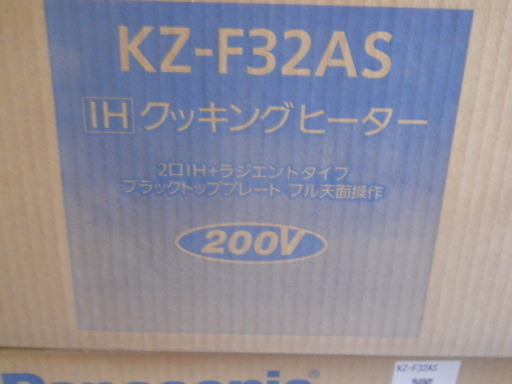 KZ-F32AS
IH クッキングヒーター
2口IH+ラジエントタイプ
ブラックトッププレート フル天面操作
200V
Panasonic
KZ-F32AS